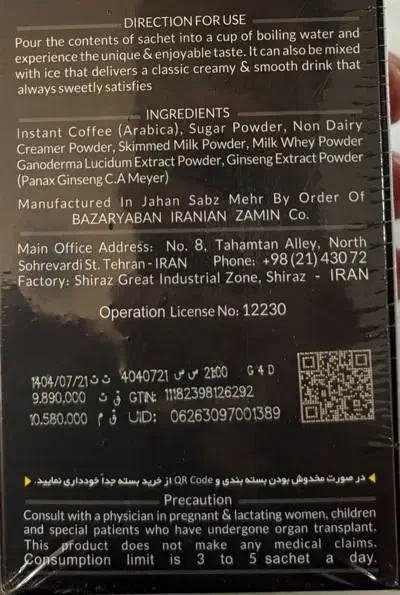 DIRECTION FOR USE
Pour the contents of sachet into a cup of boiling water and
experience the unique & enjoyable taste. It can also be mixed
with ice that delivers a classic creamy & smooth drink that
always sweetly satisfies
INGREDIENTS
Instant Coffee (Arabica), Sugar Powder, Non Dairy
Creamer Powder, Skimmed Milk Powder, Milk Whey Powder
Ganoderma Lucidum Extract Powder, Ginseng Extract Powder
(Panax Ginseng C.A Meyer)
Manufactured In Jahan Sabz Mehr By Order Of
BAZARYABAN IRANIAN ZAMIN Co.
Main Office Address: No. 8, Tahamtan Alley, North
Sohrevardi St. Tehran - IRAN Phone: +98 (21) 430 72
Factory: Shiraz Great Industrial Zone, Shiraz - IRAN
Operation License No: 12230
1404/07/21 ت ت 4040721 س س 21:00 G 4 D
9.890.000 ق ت GTIN: 11182398126292
10.580.000 ق م UID: 06263097001389
در صورت مخدوش بودن بسته بندی و QR Code از خرید بسته جداً خودداری نمایید.
Precaution
Consult with a physician in pregnant & lactating women, children
and special patients who have undergone organ transplant.
This product does not make any medical claims.
Consumption limit is 3 to 5 sachet a day.